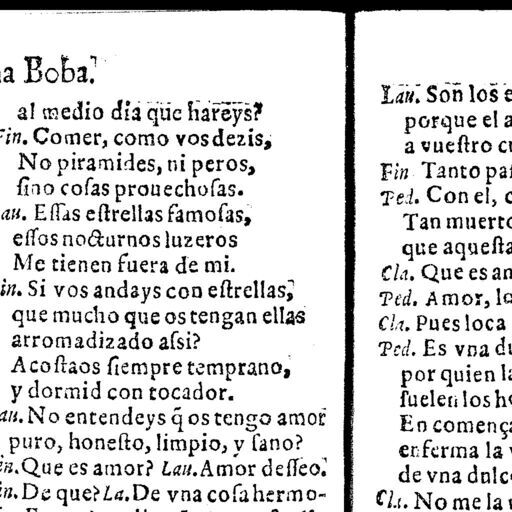 na Boba.
al medio dia que hareys?
Fin. Comer, como vos dezis,
No piramides, ni peros,
ſino coſas prouechoſas.
Lau. Eſſas eſtrellas famoſas,
eſſos nocturnos luzeros
Me tienen fuera de mi.
Fin. Si vos andays con eſtrellas,
que mucho que os tengan ellas
arromadizado aſsi?
Acoſtaos ſiempre temprano,
y dormid con tocador.
Lau. No entendeys q̃ os tengo amor
puro, honeſto, limpio, y ſano?
Fin. Que es amor? Lau. Amor deſſeo.
Fin. De que? La. De vna coſa hermo-
Lau. Son los e
porque el a
a vueſtro cu
Fin Tanto paſ
Ped. Con el, c
Tan muerto
que aqueſta
Cla. Que es am
Ped. Amor, lo
Cla. Pues loca
Ped. Es vna du
por quien la
ſuelen los ho
En comença
enferma la v
de vna dulc
Cla. No me la